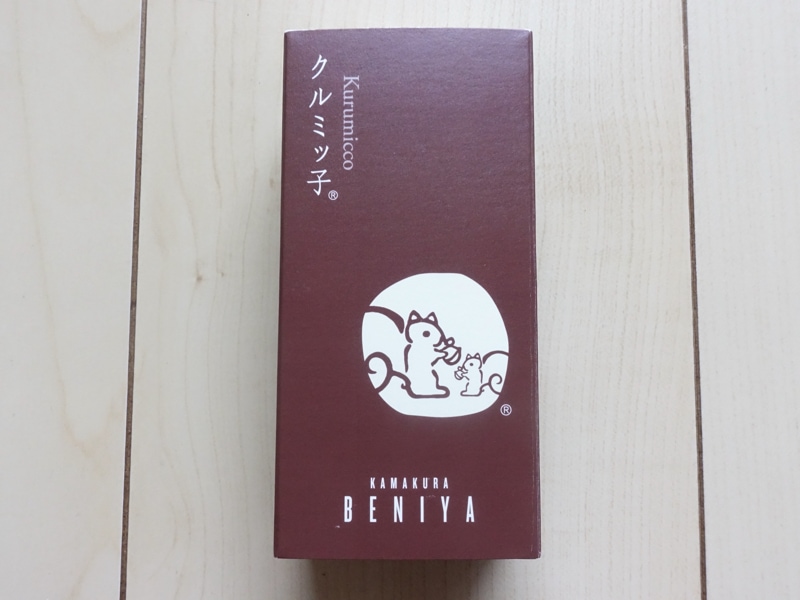 クルミッ子®
Kurumicco
®
KAMAKURA
BENIYA